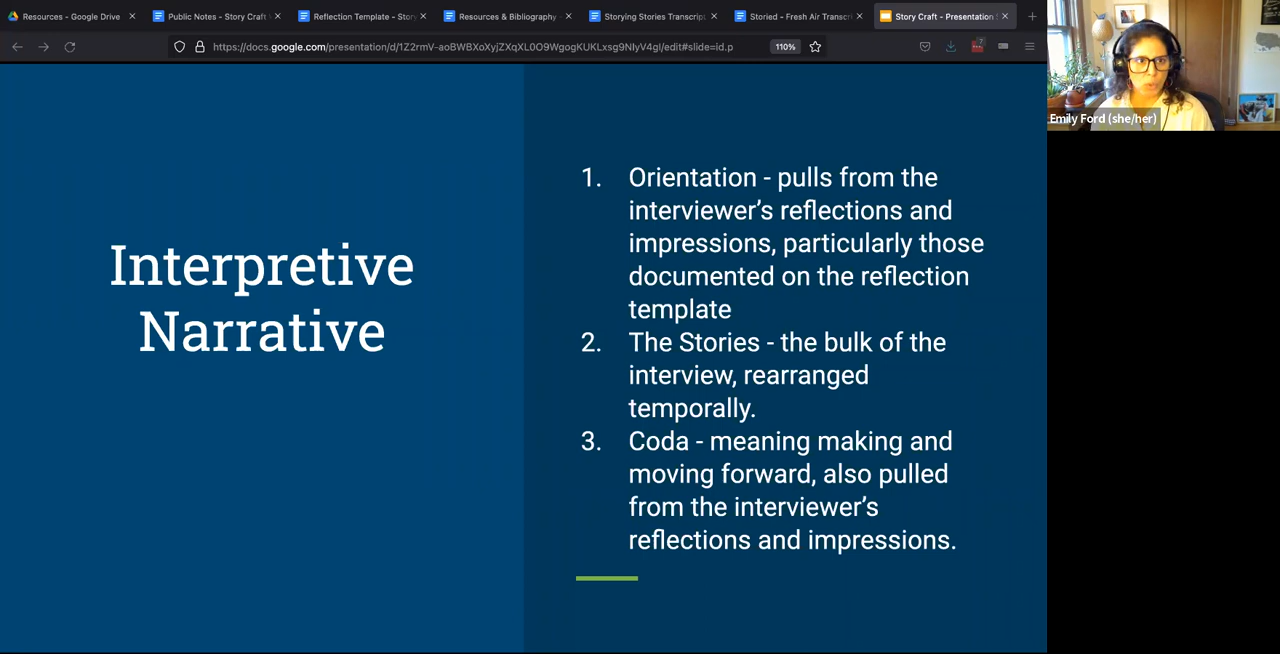 Resources - Google Drive
Public Notes - Story Craft
Reflection Template - Story
Resources & Bibliography -
Storying Stories Transcript
Storied - Fresh Air Transcr
Story Craft - Presentation S
https://docs.google.com/presentation/d/1Z2rmV-aoBWBXoXyjZXqXL0O9WgogKUKLxsg9NIyV4gI/edit#slide=id.p
110%
7
Emily Ford (she/her)
Interpretive
Narrative
1. Orientation - pulls from the
interviewer’s reflections and
impressions, particularly those
documented on the reflection
template
2. The Stories - the bulk of the
interview, rearranged
temporally.
3. Coda - meaning making and
moving forward, also pulled
from the interviewer’s
reflections and impressions.